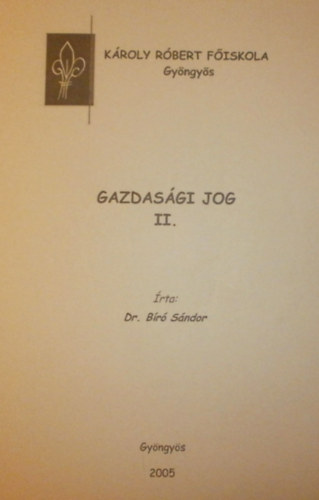 KÁROLY RÓBERT FŐISKOLA
Gyöngyös
GAZDASÁGI JOG
II.
Írta:
Dr. Bíró Sándor
Gyöngyös
2005